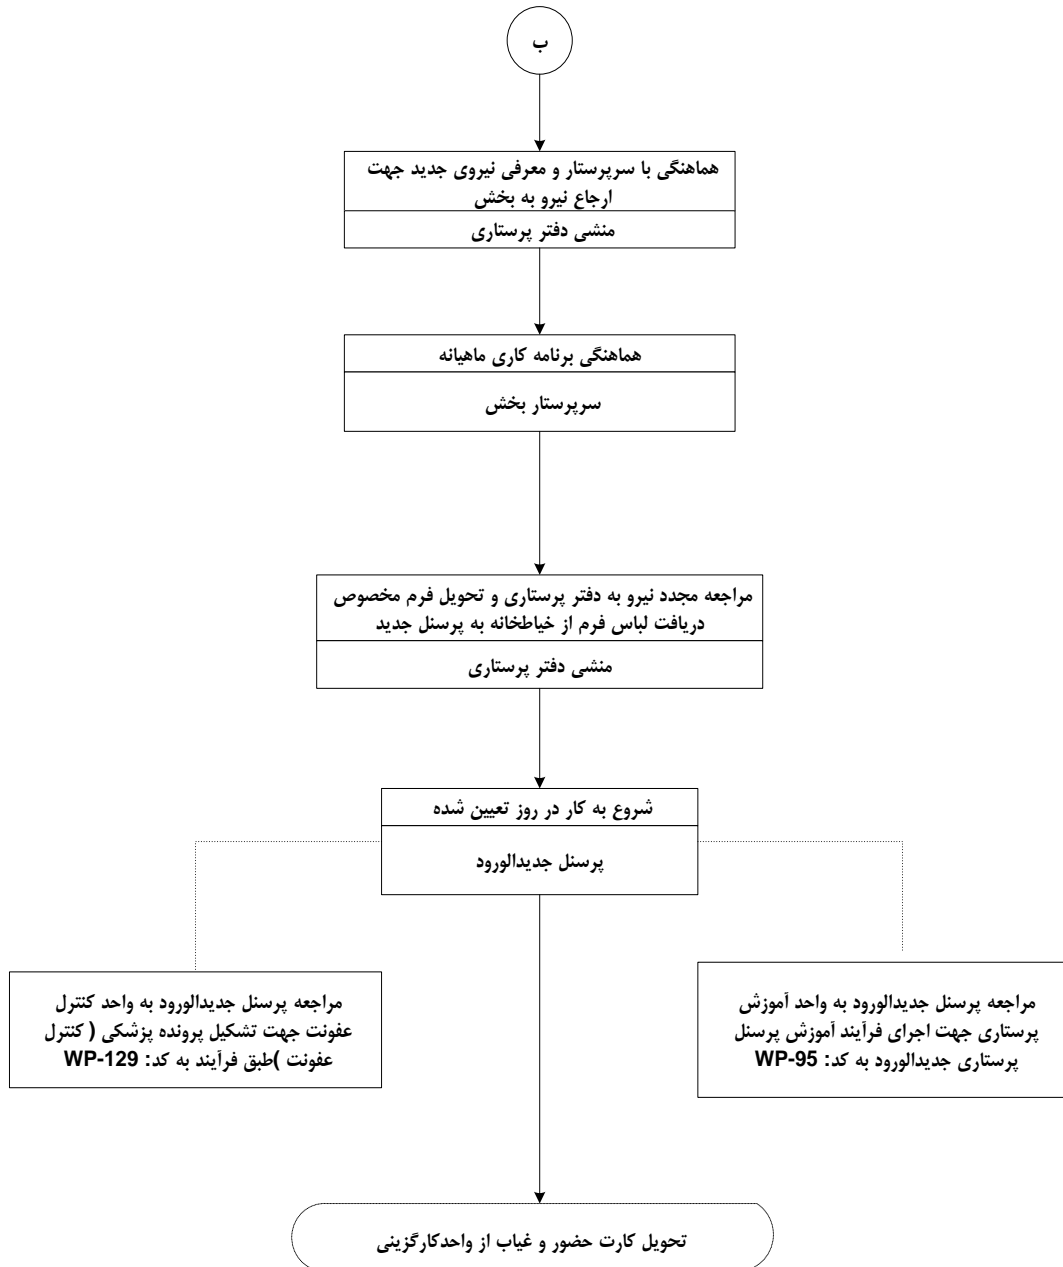 ب
هماهنگی با سرپرستار و معرفی نیروی جدید جهت
ارجاع نیرو به بخش
منشی دفتر پرستاری
هماهنگی برنامه کاری ماهیانه
سرپرستار بخش
مراجعه مجدد نیرو به دفتر پرستاری و تحویل فرم مخصوص
دریافت لباس فرم از خیاطخانه به پرسنل جدید
منشی دفتر پرستاری
شروع به کار در روز تعیین شده
پرسنل جدیدالورود
مراجعه پرسنل جدیدالورود به واحد آموزش
پرستاری جهت اجرای فرآیند آموزش پرسنل
پرستاری جدیدالورود به کد: WP-95
مراجعه پرسنل جدیدالورود به واحد کنترل
عفونت جهت تشکیل پرونده پزشکی ( کنترل
عفونت )طبق فرآیند به کد: WP-129
تحویل کارت حضور و غیاب از واحدکارگزینی